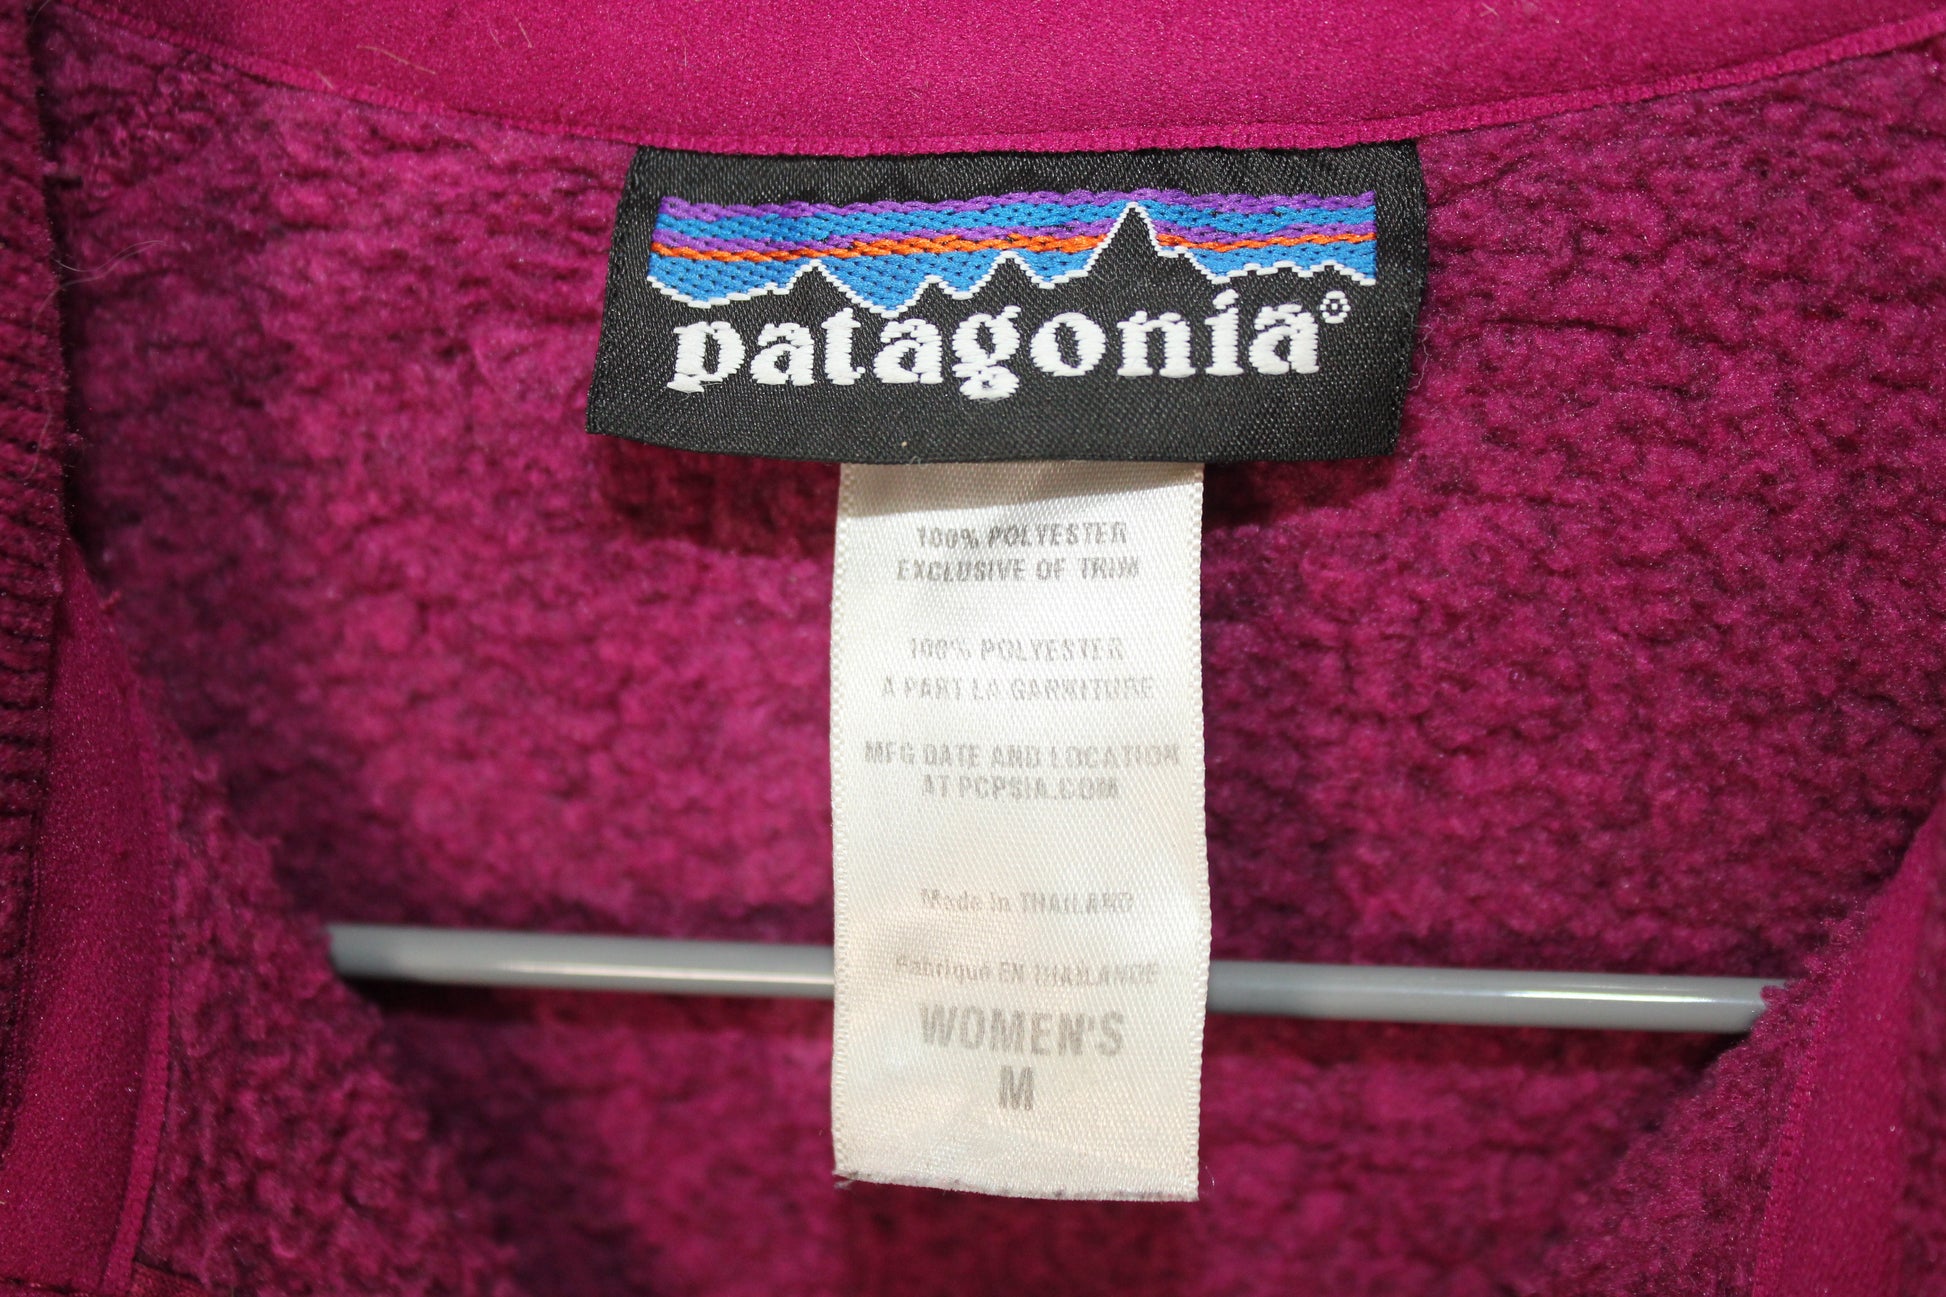 patagonia®
100% POLYESTER
EXCLUSIVE OF TRIM
100% POLYESTER
A PART LA GARNITURE
MFG DATE AND LOCATION
AT PCPSIA.COM
Made in THAILAND
Fabriqué EN THAILANDE
WOMEN'S
M